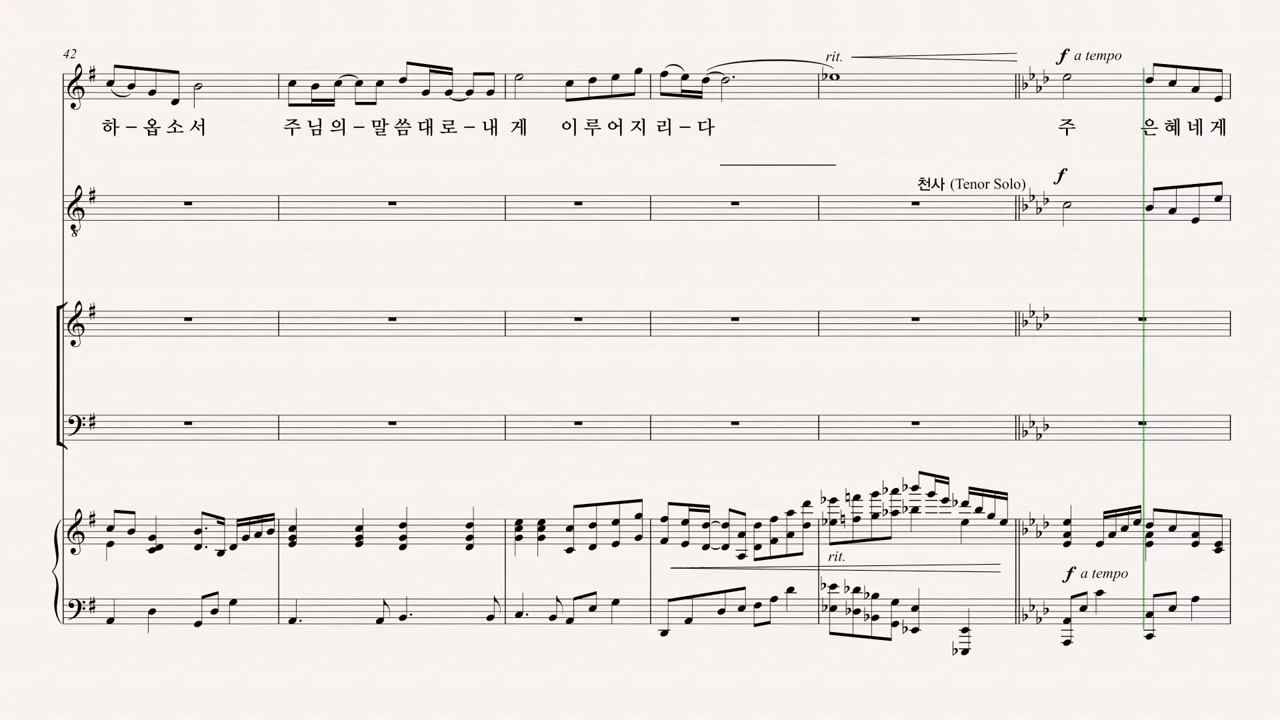 42
rit.
f a tempo
하 - 옵 소 서 주 님 의 - 말 씀 대 로 - 내 게 이 루 어 지 리 - 다 주 은 혜 네 게
천사 (Tenor Solo)
f
rit.
f a tempo